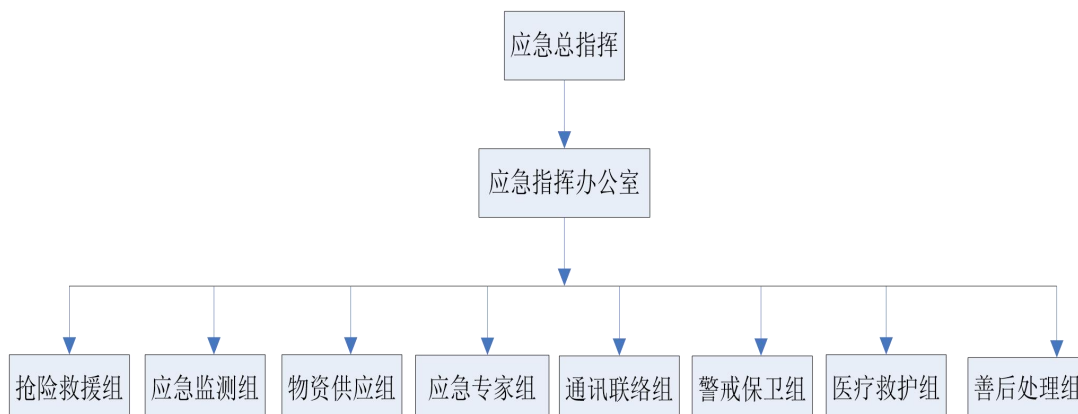 应急总指挥
应急指挥办公室
抢险救援组
应急监测组
物资供应组
应急专家组
通讯联络组
警戒保卫组
医疗救护组
善后处理组